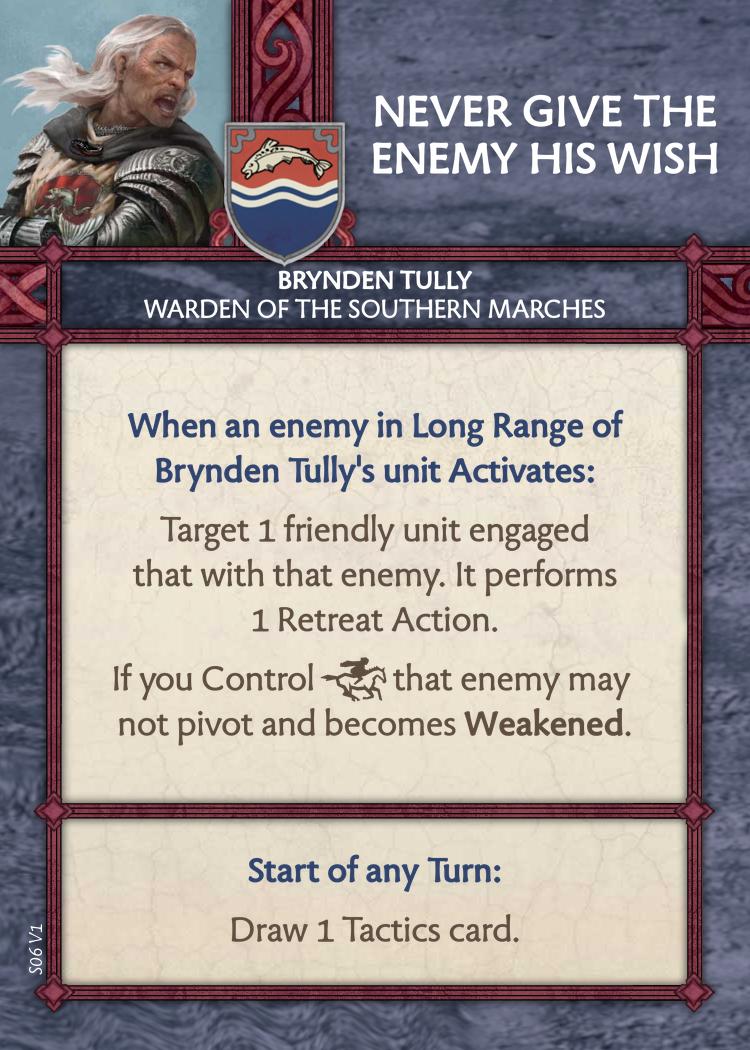 NEVER GIVE THE
ENEMY HIS WISH
BRYNDEN TULLY
WARDEN OF THE SOUTHERN MARCHES
When an enemy in Long Range of
Brynden Tully's unit Activates:
Target 1 friendly unit engaged
that with that enemy. It performs
1 Retreat Action.
If you Control that enemy may
not pivot and becomes Weakened.
Start of any Turn:
Draw 1 Tactics card.
S06 V1